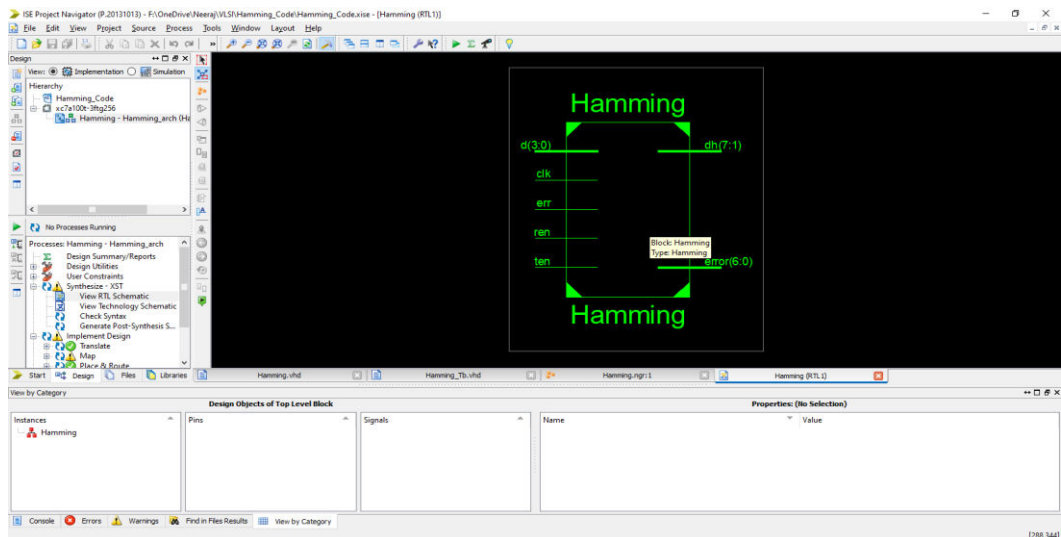 ISE Project Navigator (P.20131013) - F:\OneDrive\Neeraj\VLSI\Hamming_Code\Hamming_Code.xise - [Hamming (RTL1)]
File Edit View Project Source Process Tools Window Layout Help
Design
View: Implementation Simulation
Hierarchy
Hamming_Code
xc7a100t-3ftg256
Hamming - Hamming_arch (Ha
No Processes Running
Processes: Hamming - Hamming_arch
Design Summary/Reports
Design Utilities
User Constraints
Synthesize - XST
View RTL Schematic
View Technology Schematic
Check Syntax
Generate Post-Synthesis S...
Implement Design
Translate
Map
Place & Route
Start Design Files Libraries
Hamming
d(3:0) dh(7:1)
clk
err
ren
Block: Hamming
Type: Hamming
ten error(6:0)
Hamming
Hamming.vhd Hamming_Tb.vhd Hamming.ngr:1 Hamming (RTL1)
View by Category
Design Objects of Top Level Block Properties: (No Selection)
Instances Pins Signals Name Value
Hamming
Console Errors Warnings Find in Files Results View by Category
[288,344]